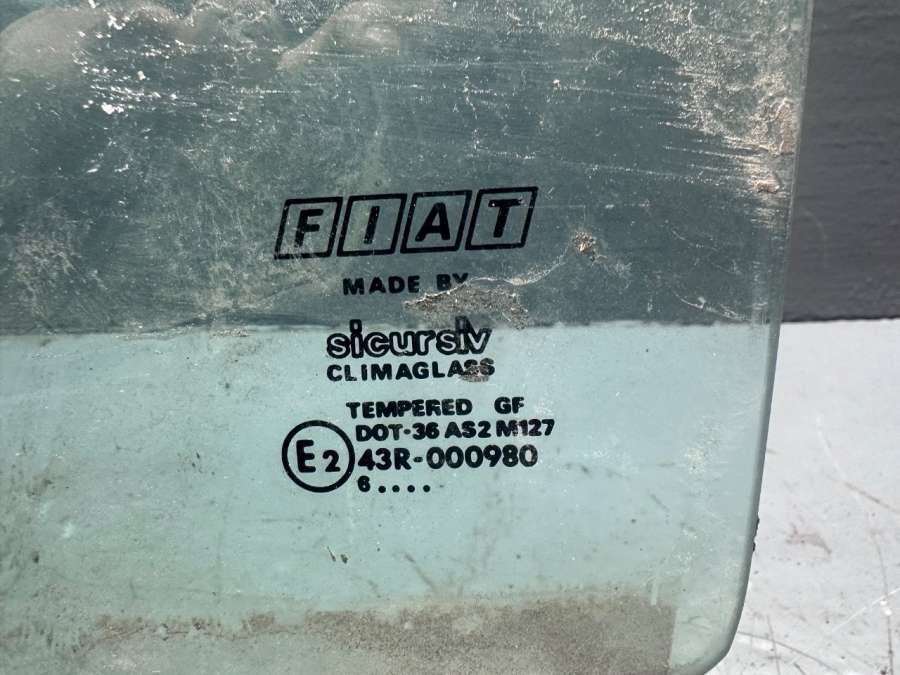 FIAT
MADE BY
sicursiv
CLIMAGLASS
TEMPERED GF
DOT-36 AS2 M127
E2 43R-000980
6....